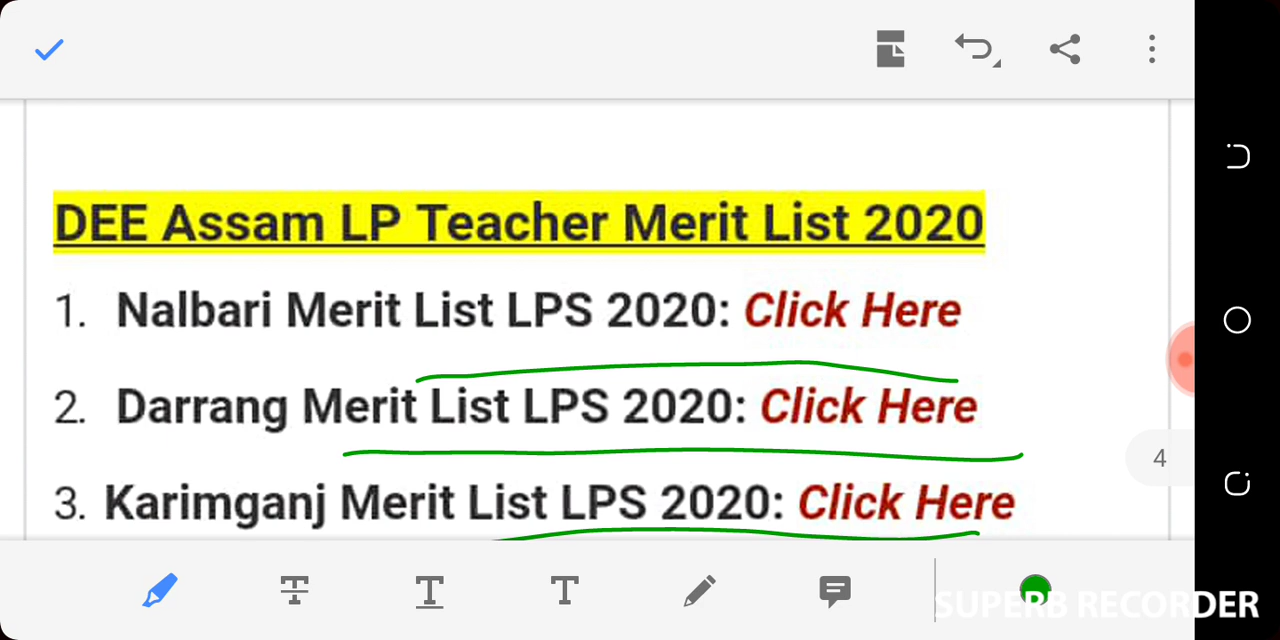 DEE Assam LP Teacher Merit List 2020
1. Nalbari Merit List LPS 2020: Click Here
2. Darrang Merit List LPS 2020: Click Here
3. Karimganj Merit List LPS 2020: Click Here
4
T T T
SUPERB RECORDER